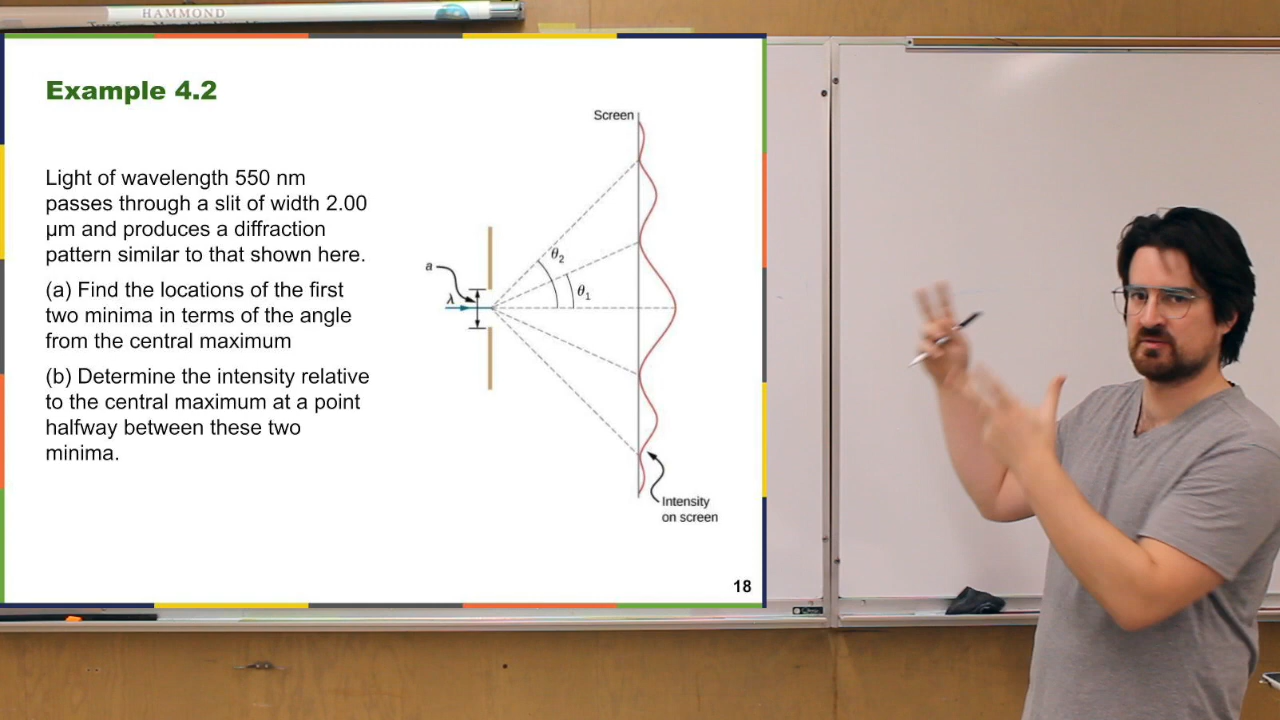 HAMMOND
Example 4.2
Light of wavelength 550 nm
passes through a slit of width 2.00
µm and produces a diffraction
pattern similar to that shown here.
(a) Find the locations of the first
two minima in terms of the angle
from the central maximum
(b) Determine the intensity relative
to the central maximum at a point
halfway between these two
minima.
Screen
a
λ
θ2
θ1
Intensity
on screen
18